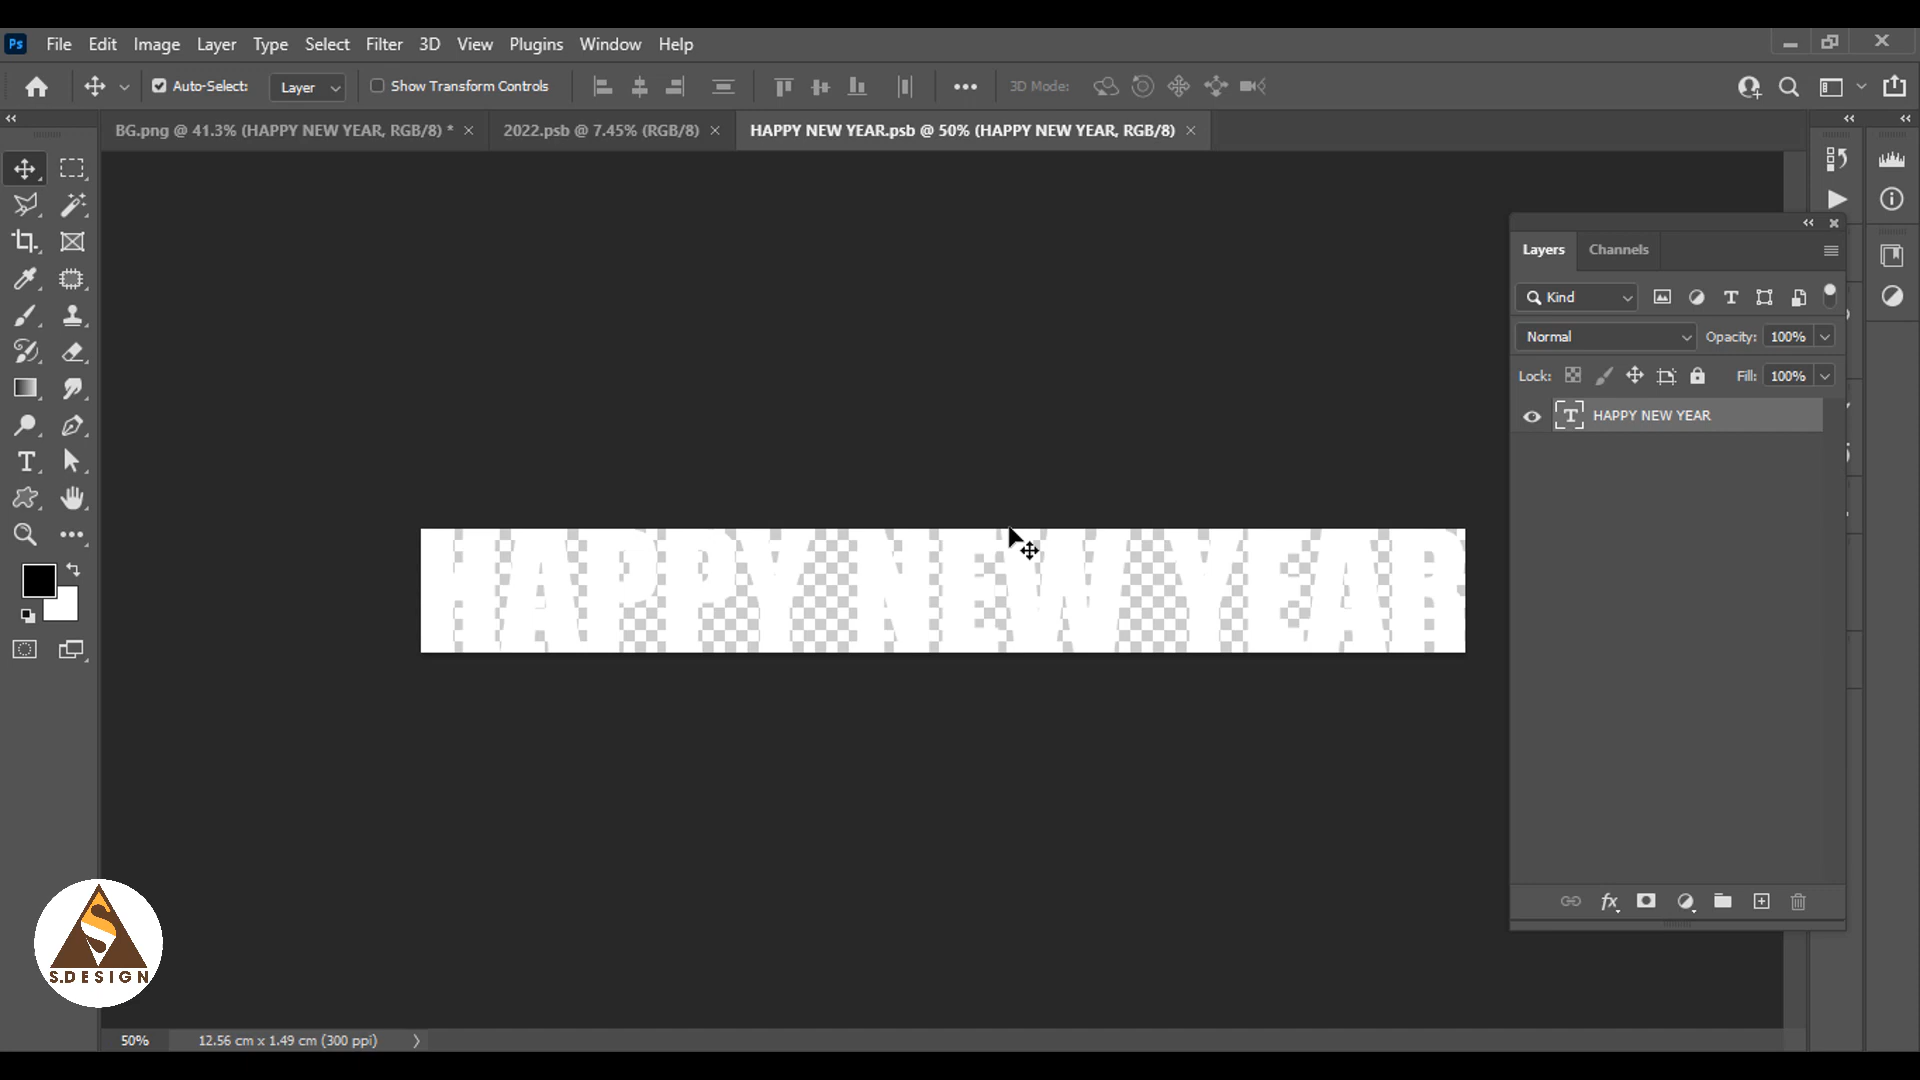 Ps File Edit Image Layer Type Select Filter 3D View Plugins Window Help
Auto-Select: Layer Show Transform Controls 3D Mode:
BG.png @ 41.3% (HAPPY NEW YEAR, RGB/8) * 2022.psb @ 7.45% (RGB/8) HAPPY NEW YEAR.psb @ 50% (HAPPY NEW YEAR, RGB/8)
Layers Channels
Kind
Normal Opacity: 100%
Lock: Fill: 100%
HAPPY NEW YEAR
HAPPY NEW YEAR
S.DESIGN
50% 12.56 cm x 1.49 cm (300 ppi)